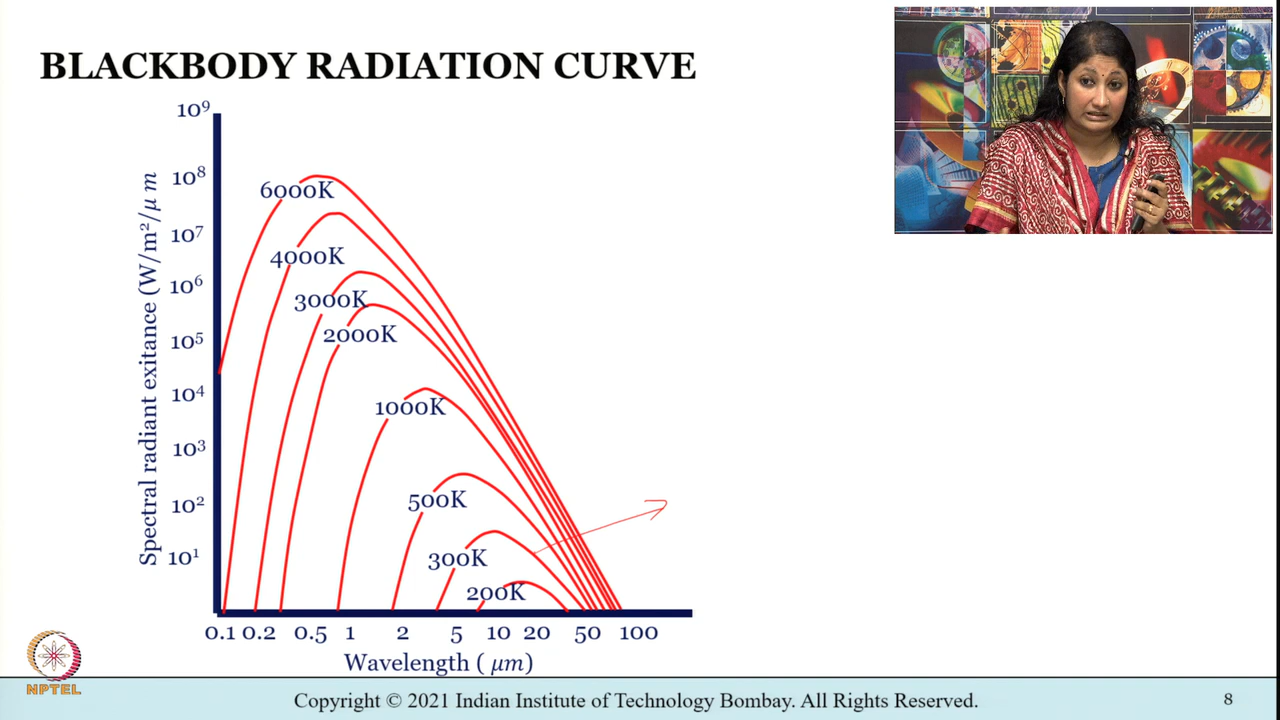 BLACKBODY RADIATION CURVE
10⁹
10⁸
10⁷
10⁶
10⁵
10⁴
10³
10²
10¹
Spectral radiant exitance (W/m²/μ m
6000K
4000K
3000K
2000K
1000K
500K
300K
200K
0.1 0.2 0.5 1 2 5 10 20 50 100
Wavelength ( μm)
NPTEL
Copyright © 2021 Indian Institute of Technology Bombay. All Rights Reserved.
8